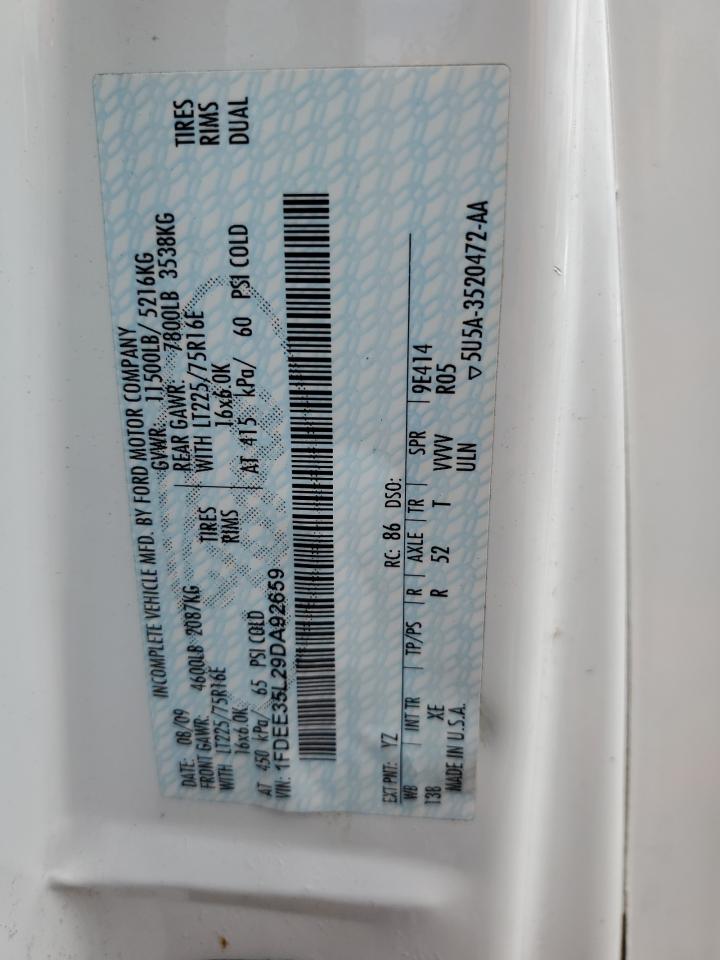 INCOMPLETE VEHICLE MFD. BY FORD MOTOR COMPANY
DATE: 08/09 GVWR: 11500LB/ 5216KG
FRONT GAWR: 4600LB 2087KG REAR GAWR: 7800LB 3538KG
WITH LT225/75R16E TIRES WITH LT225/75R16E TIRES
16x6.0K RIMS 16x6.0K RIMS
AT 450 kPa/ 65 PSI COLD AT 415 kPa/ 60 PSI COLD DUAL
VIN: 1FDEE35L29DA92659
EXT PNT: YZ RC: 86 DSO:
WB INT TR TP/PS R AXLE TR SPR 9E414
138 XE R 52 T VVVV R05
MADE IN U.S.A. ULN
▽5U5A-3520472-AA